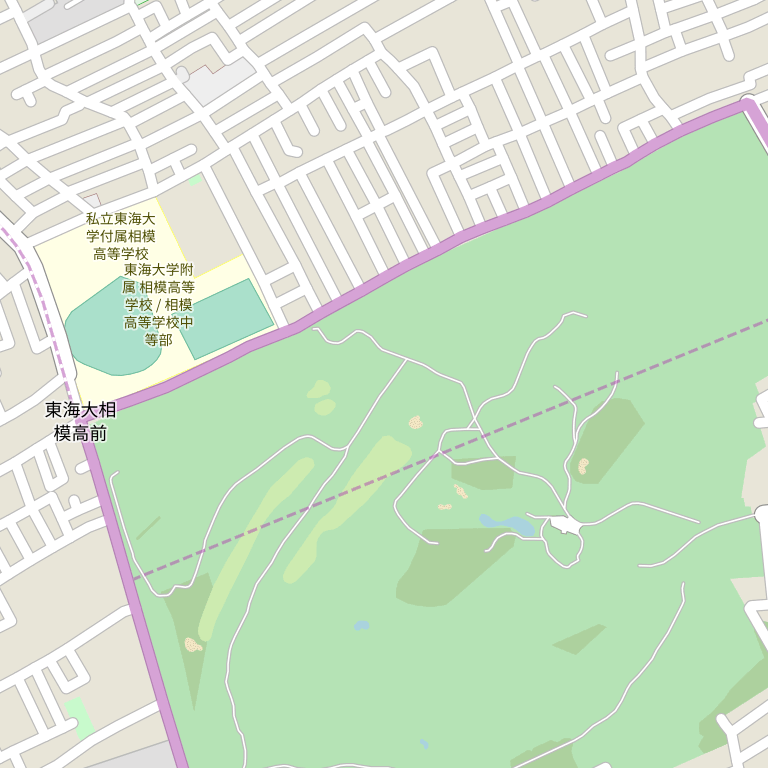 私立東海大
学付属相模
高等学校
東海大学附
属 相模高等
学校 / 相模
高等学校中
等部
東海大相
模高前